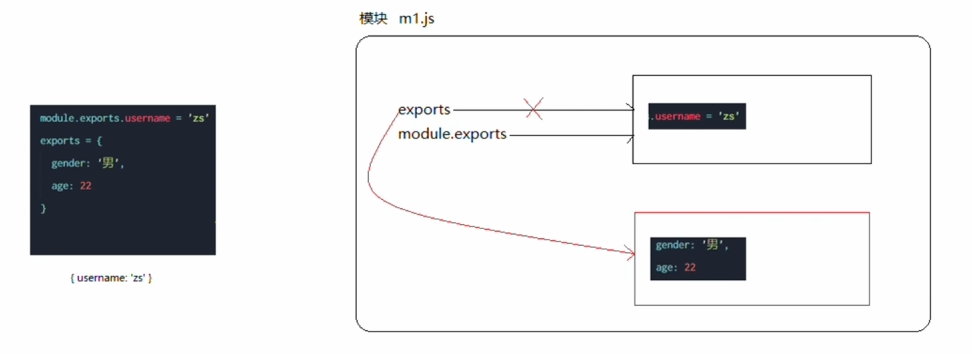 模块 m1.js
module.exports.username = 'zs'
exports = {
gender: '男',
age: 22
}
{ username: 'zs' }
exports
module.exports
.username = 'zs'
gender: '男',
age: 22